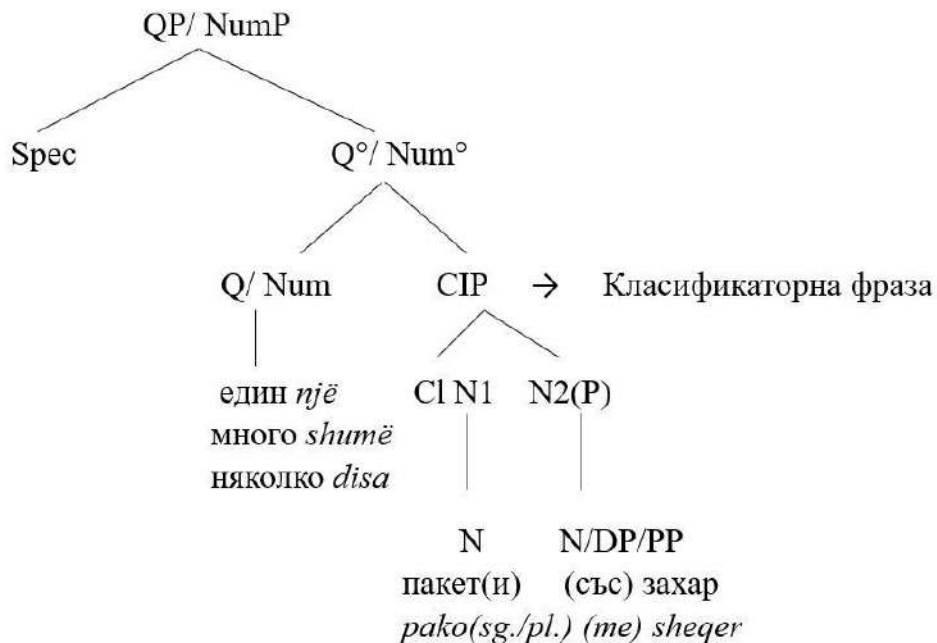 QP/ NumP
Spec Q°/ Num°
Q/ Num ClP → Класификаторна фраза
един një Cl N1 N2(P)
много shumë
няколко disa
N N/DP/PP
пакет(и) (със) захар
pako(sg./pl.) (me) sheqer